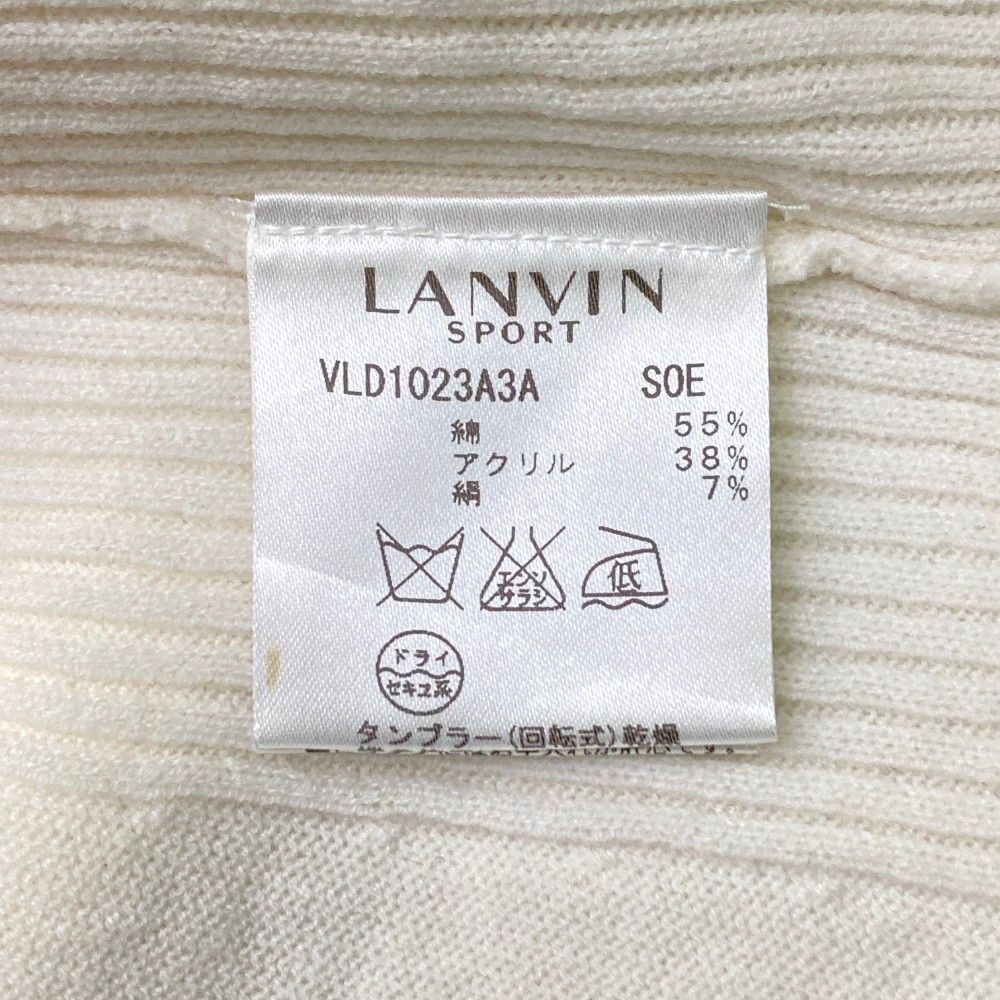 LANVIN
SPORT
VLD1023A3A SOE
綿 55%
アクリル 38%
絹 7%
エンソ
サラシ
低
ドライ
セキユ系
タンブラー(回転式)乾燥